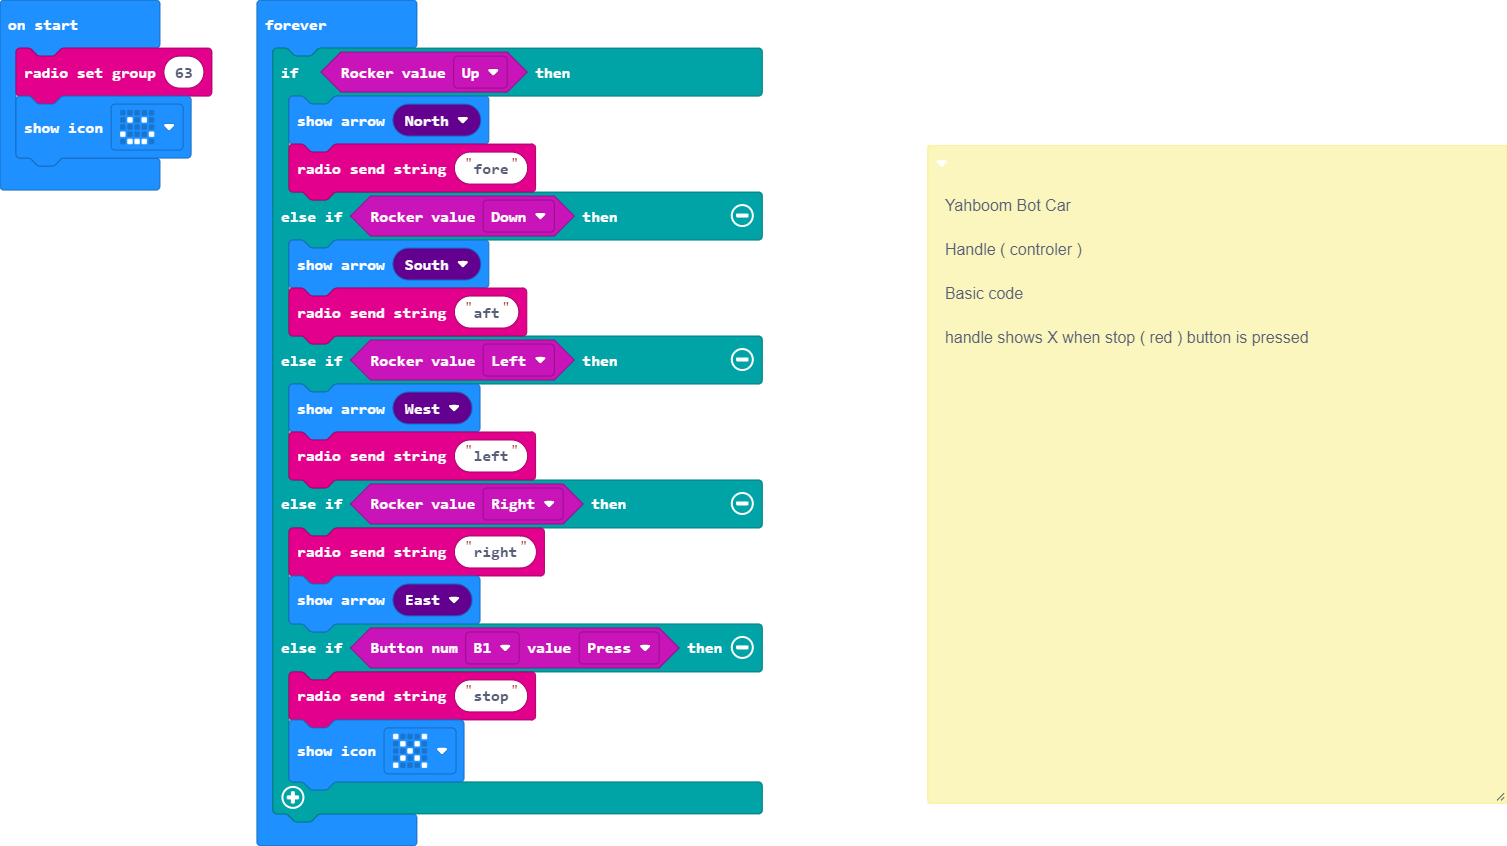 on start
radio set group 63
show icon
forever
if Rocker value Up then
show arrow North
radio send string "fore"
else if Rocker value Down then
show arrow South
radio send string "aft"
else if Rocker value Left then
show arrow West
radio send string "left"
else if Rocker value Right then
radio send string "right"
show arrow East
else if Button num B1 value Press then
radio send string "stop"
show icon
Yahboom Bot Car
Handle ( controler )
Basic code
handle shows X when stop ( red ) button is pressed